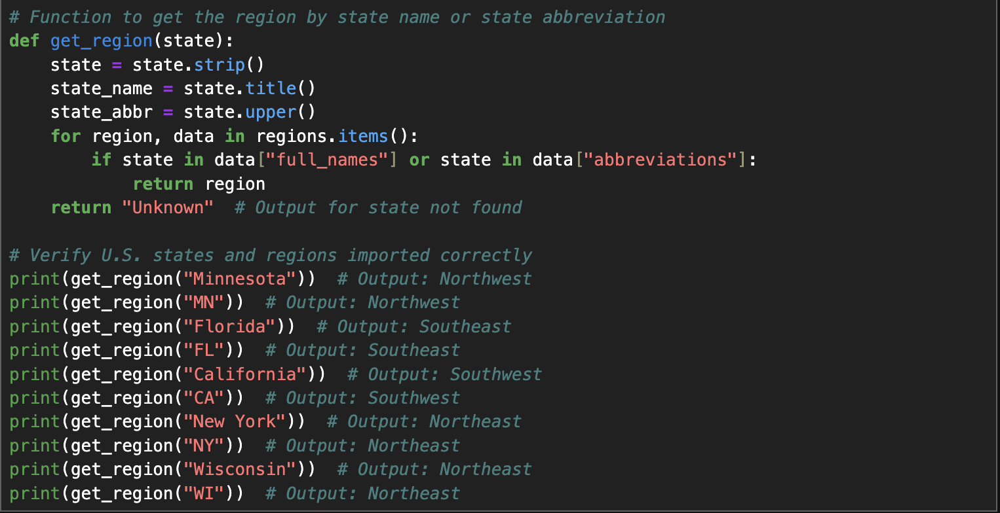 # Function to get the region by state name or state abbreviation
def get_region(state):
    state = state.strip()
    state_name = state.title()
    state_abbr = state.upper()
    for region, data in regions.items():
        if state in data["full_names"] or state in data["abbreviations"]:
            return region
    return "Unknown"  # Output for state not found

# Verify U.S. states and regions imported correctly
print(get_region("Minnesota"))  # Output: Northwest
print(get_region("MN"))  # Output: Northwest
print(get_region("Florida"))  # Output: Southeast
print(get_region("FL"))  # Output: Southeast
print(get_region("California"))  # Output: Southwest
print(get_region("CA"))  # Output: Southwest
print(get_region("New York"))  # Output: Northeast
print(get_region("NY"))  # Output: Northeast
print(get_region("Wisconsin"))  # Output: Northeast
print(get_region("WI"))  # Output: Northeast